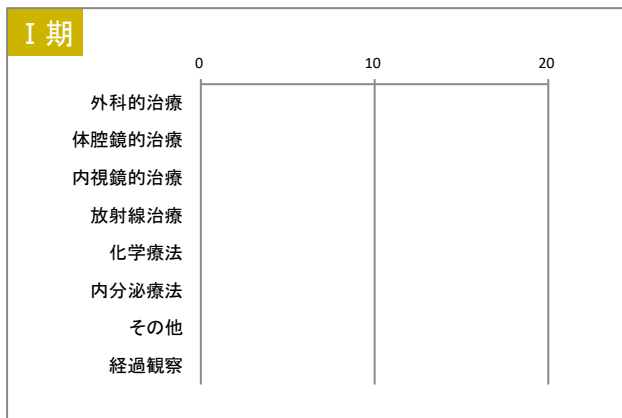 Ⅰ期
0 10 20
外科的治療
体腔鏡的治療
内視鏡的治療
放射線治療
化学療法
内分泌療法
その他
経過観察